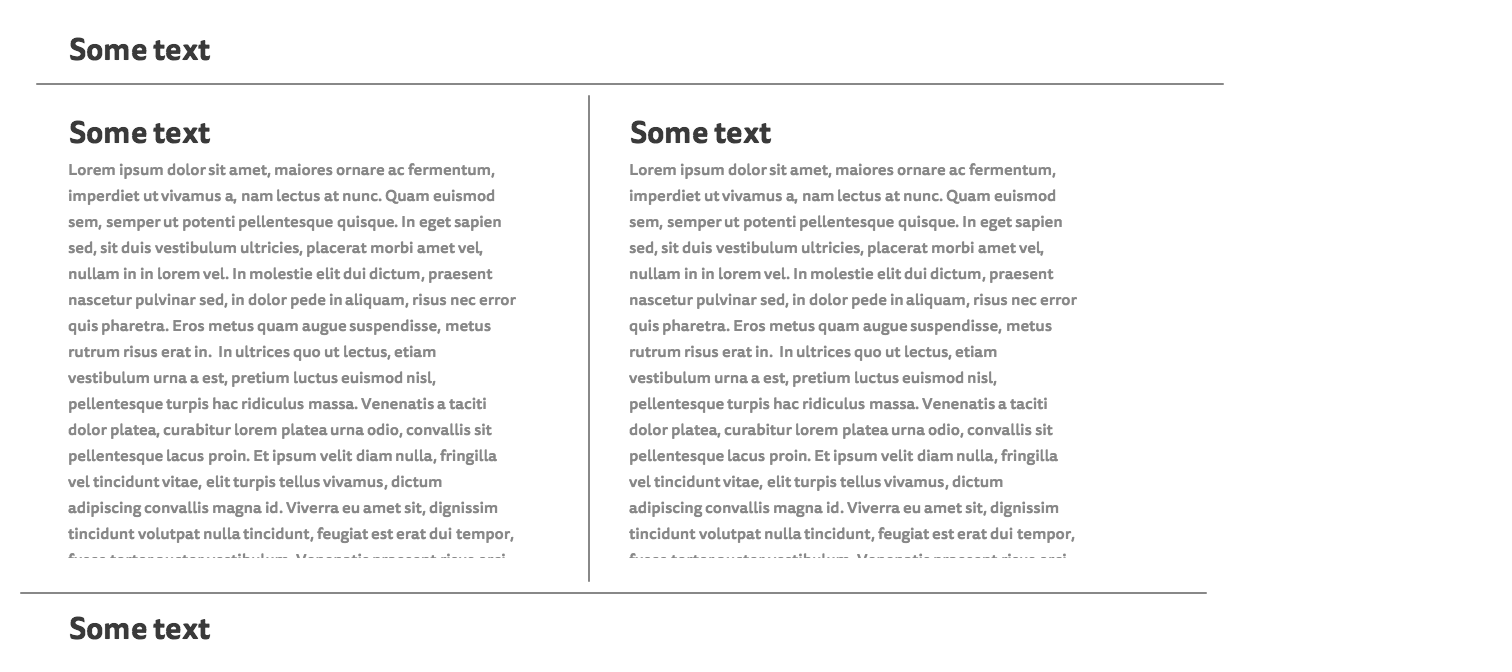 Some text
Some text
Lorem ipsum dolor sit amet, maiores ornare ac fermentum,
imperdiet ut vivamus a, nam lectus at nunc. Quam euismod
sem, semper ut potenti pellentesque quisque. In eget sapien
sed, sit duis vestibulum ultricies, placerat morbi amet vel,
nullam in in lorem vel. In molestie elit dui dictum, praesent
nascetur pulvinar sed, in dolor pede in aliquam, risus nec error
quis pharetra. Eros metus quam augue suspendisse, metus
rutrum risus erat in.  In ultrices quo ut lectus, etiam
vestibulum urna a est, pretium luctus euismod nisl,
pellentesque turpis hac ridiculus massa. Venenatis a taciti
dolor platea, curabitur lorem platea urna odio, convallis sit
pellentesque lacus proin. Et ipsum velit diam nulla, fringilla
vel tincidunt vitae, elit turpis tellus vivamus, dictum
adipiscing convallis magna id. Viverra eu amet sit, dignissim
tincidunt volutpat nulla tincidunt, feugiat est erat dui tempor,
Some text
Lorem ipsum dolor sit amet, maiores ornare ac fermentum,
imperdiet ut vivamus a, nam lectus at nunc. Quam euismod
sem, semper ut potenti pellentesque quisque. In eget sapien
sed, sit duis vestibulum ultricies, placerat morbi amet vel,
nullam in in lorem vel. In molestie elit dui dictum, praesent
nascetur pulvinar sed, in dolor pede in aliquam, risus nec error
quis pharetra. Eros metus quam augue suspendisse, metus
rutrum risus erat in.  In ultrices quo ut lectus, etiam
vestibulum urna a est, pretium luctus euismod nisl,
pellentesque turpis hac ridiculus massa. Venenatis a taciti
dolor platea, curabitur lorem platea urna odio, convallis sit
pellentesque lacus proin. Et ipsum velit diam nulla, fringilla
vel tincidunt vitae, elit turpis tellus vivamus, dictum
adipiscing convallis magna id. Viverra eu amet sit, dignissim
tincidunt volutpat nulla tincidunt, feugiat est erat dui tempor,
Some text